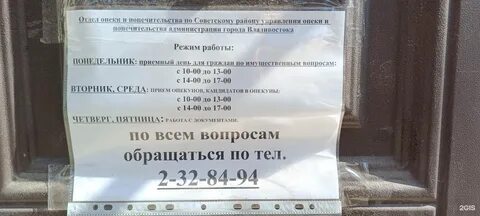 Отдел опеки и попечительства по Советскому району управления опеки и
попечительства администрации города Владивостока
Режим работы:
ПОНЕДЕЛЬНИК: приемный день для граждан по имущественным вопросам:
с 10-00 до 13-00
с 14-00 до 17-00
ВТОРНИК, СРЕДА: ПРИЕМ ОПЕКУНОВ, КАНДИДАТОВ В ОПЕКУНЫ:
с 10-00 до 13-00
с 14-00 до 17-00
ЧЕТВЕРГ, ПЯТНИЦА: РАБОТА С ДОКУМЕНТАМИ.
по всем вопросам
обращаться по тел.
2-32-84-94
2GIS